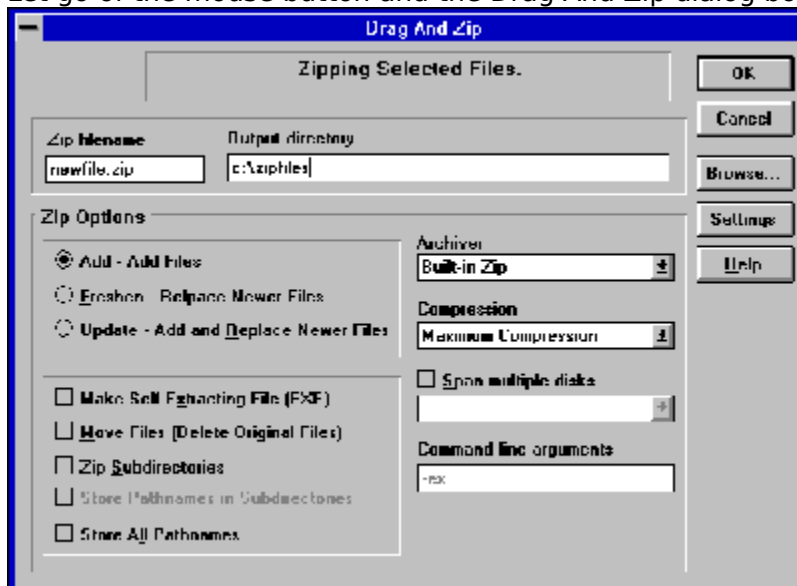 Let go of the mouse button and the Drag And Zip dialog bo
Drag And Zip
Zipping Selected Files.
OK
Cancel
Zip filename
Output directory
newfile.zip
c:\zipfiles
Browse...
Zip Options
Settings
Add - Add Files
Archiver
Built-in Zip
Help
Freshen - Relpace Newer Files
Compression
Update - Add and Replace Newer Files
Maximum Compression
Span multiple disks
Make Self Extracting File (EXE)
Move Files (Delete Original Files)
Command line arguments
Zip Subdirectories
-ex
Store Pathnames in Subdirectories
Store All Pathnames